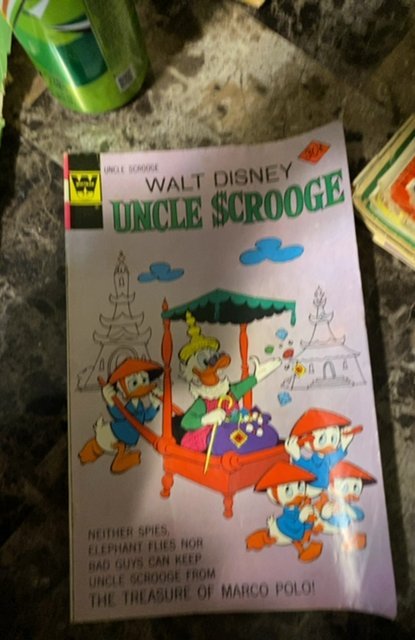 UNCLE SCROOGE
WALT DISNEY
UNCLE $CROOGE
NEITHER SPIES,
ELEPHANT FLIES NOR
BAD GUYS CAN KEEP
UNCLE SCROOGE FROM
THE TREASURE OF MARCO POLO!